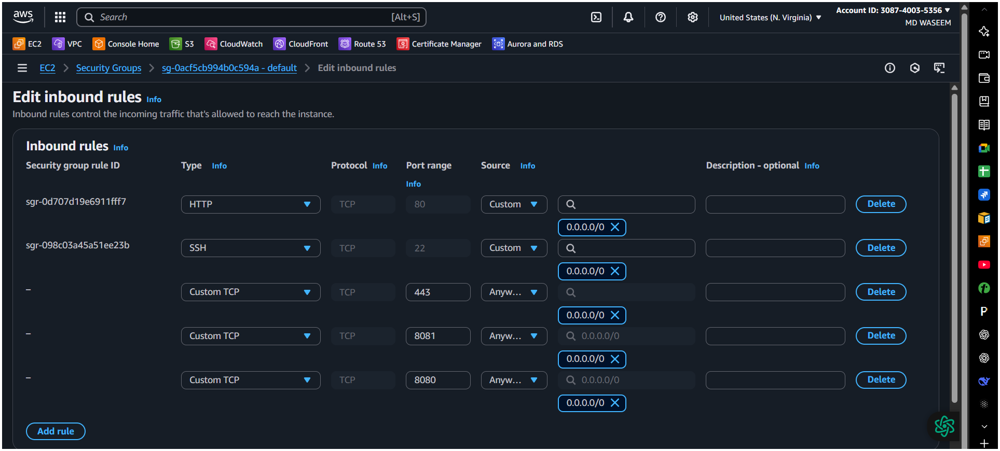 aws
Search [Alt+S]
United States (N. Virginia)
Account ID: 3087-4003-5356
MD WASEEM
EC2 VPC Console Home S3 CloudWatch CloudFront Route 53 Certificate Manager Aurora and RDS
EC2 Security Groups sg-0acf5cb994b0c594a - default Edit inbound rules
Edit inbound rules Info
Inbound rules control the incoming traffic that's allowed to reach the instance.
Inbound rules Info
Security group rule ID Type Info Protocol Info Port range Source Info Description - optional Info
Info
sgr-0d707d19e6911fff7 HTTP TCP 80 Custom Delete
0.0.0.0/0
sgr-098c03a45a51ee23b SSH TCP 22 Custom Delete
0.0.0.0/0
– Custom TCP TCP 443 Anyw... Delete
0.0.0.0/0
– Custom TCP TCP 8081 Anyw... 0.0.0.0/0 Delete
0.0.0.0/0
– Custom TCP TCP 8080 Anyw... 0.0.0.0/0 Delete
0.0.0.0/0
Add rule
P